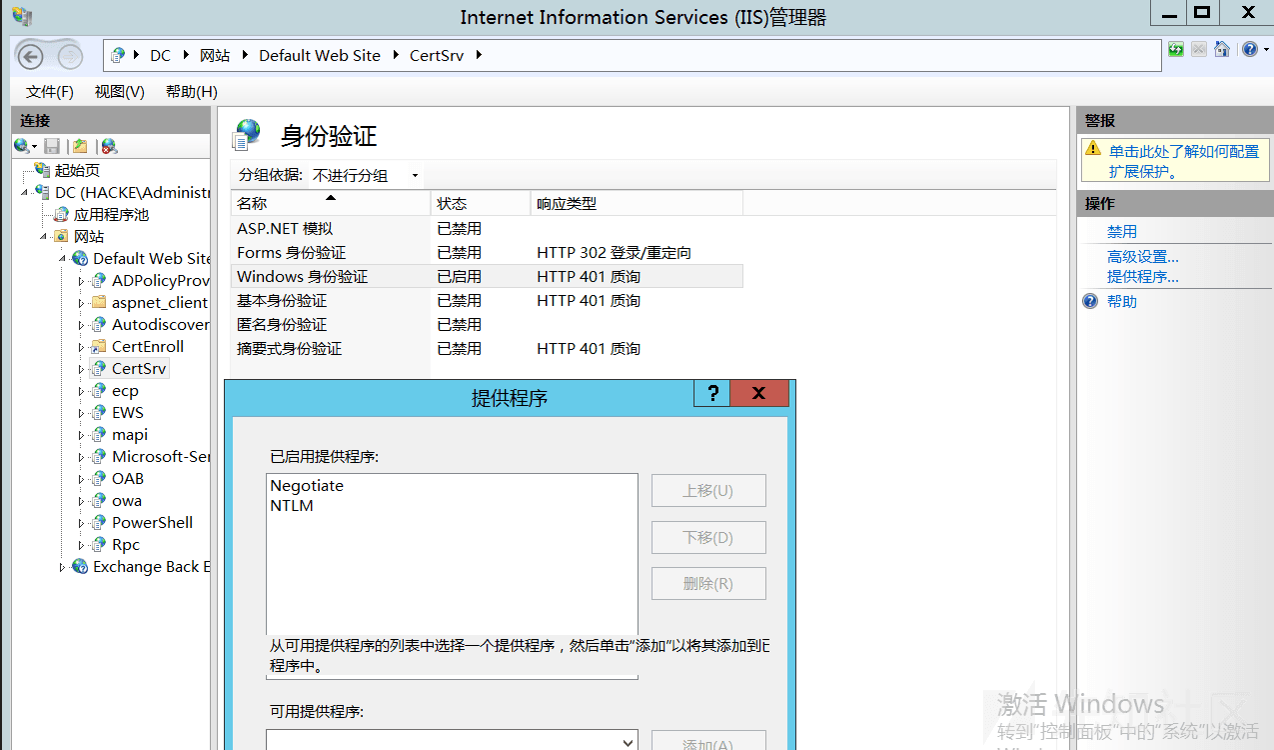 Internet Information Services (IIS)管理器
DC 网站 Default Web Site CertSrv
文件(F) 视图(V) 帮助(H)
连接
起始页
DC (HACKE\Administr
应用程序池
网站
Default Web Site
ADPolicyProv
aspnet_client
Autodiscover
CertEnroll
CertSrv
ecp
EWS
mapi
Microsoft-Ser
OAB
owa
PowerShell
Rpc
Exchange Back E
身份验证
分组依据: 不进行分组
名称 状态 响应类型
ASP.NET 模拟 已禁用
Forms 身份验证 已禁用 HTTP 302 登录/重定向
Windows 身份验证 已启用 HTTP 401 质询
基本身份验证 已禁用 HTTP 401 质询
匿名身份验证 已禁用
摘要式身份验证 已禁用 HTTP 401 质询
提供程序
? X
已启用提供程序:
Negotiate
NTLM
上移(U)
下移(D)
删除(R)
从可用提供程序的列表中选择一个提供程序，然后单击“添加”以将其添加到已
程序中。
可用提供程序:
添加(A)
警报
单击此处了解如何配置
扩展保护。
操作
禁用
高级设置...
提供程序...
帮助
激活 Windows
转到“控制面板”中的“系统”以激活